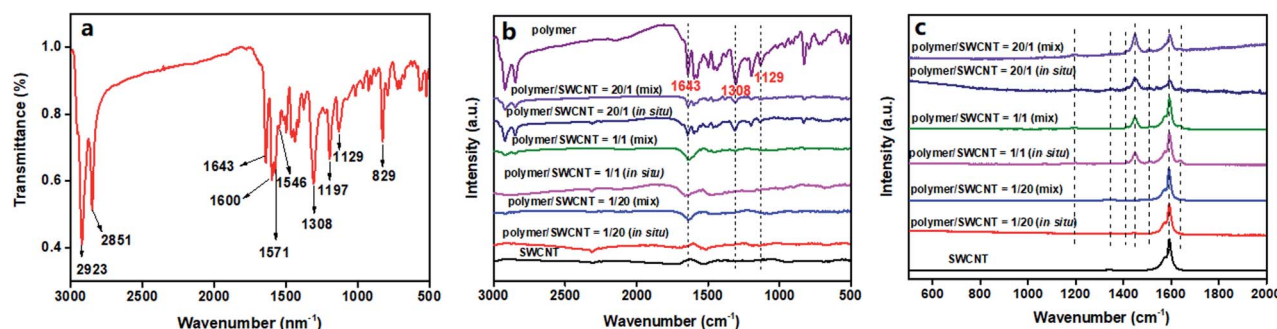 a
Transmittance (%)
1.0
0.8
0.6
0.4
1643
1600
1571
1546
1308
1197
1129
829
2851
2923
3000 2500 2000 1500 1000 500
Wavenumber (nm⁻¹)
b
Intensity (a.u.)
polymer
1643
1308
1129
polymer/SWCNT = 20/1 (mix)
polymer/SWCNT = 20/1 (in situ)
polymer/SWCNT = 1/1 (mix)
polymer/SWCNT = 1/1 (in situ)
polymer/SWCNT = 1/20 (mix)
polymer/SWCNT = 1/20 (in situ)
SWCNT
3000 2500 2000 1500 1000 500
Wavenumber (cm⁻¹)
c
Intensity (a.u.)
polymer/SWCNT = 20/1 (mix)
polymer/SWCNT = 20/1 (in situ)
polymer/SWCNT = 1/1 (mix)
polymer/SWCNT = 1/1 (in situ)
polymer/SWCNT = 1/20 (mix)
polymer/SWCNT = 1/20 (in situ)
SWCNT
600 800 1000 1200 1400 1600 1800 2000
Wavenumber (cm⁻¹)